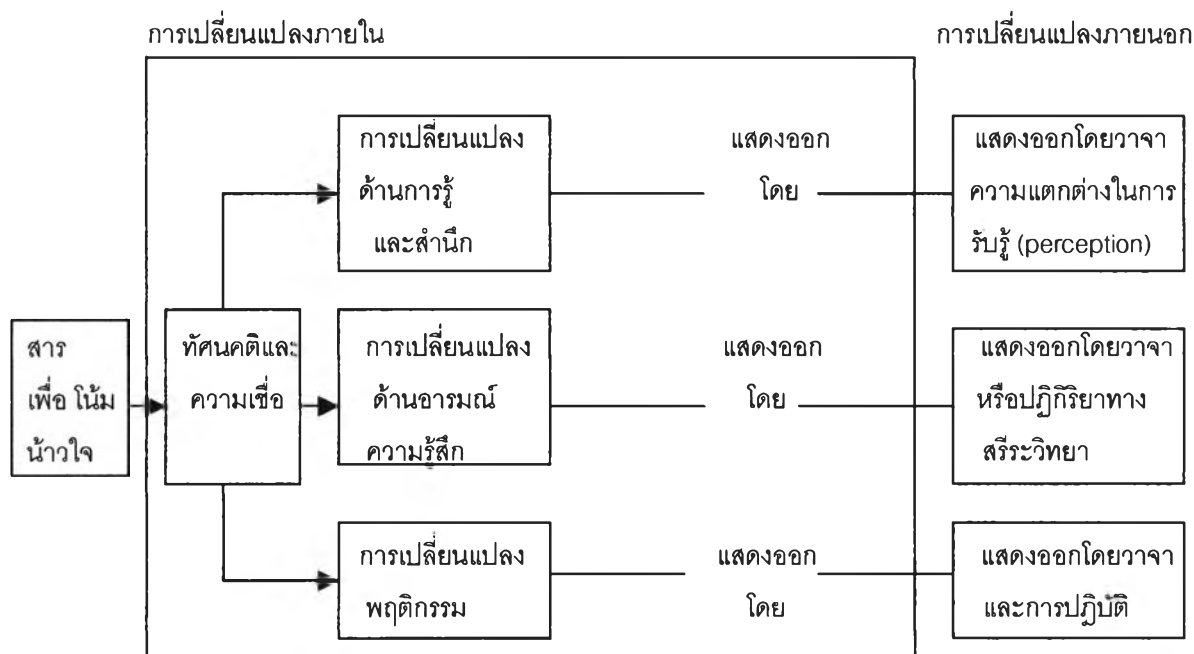 การเปลี่ยนแปลงภายใน
การเปลี่ยนแปลงภายนอก
การเปลี่ยนแปลง
ด้านการรู้
และสำนึก
แสดงออก
โดย
แสดงออกโดยวาจา
ความแตกต่างในการ
รับรู้ (perception)
สาร
เพื่อ โน้ม
น้าวใจ
ทัศนคติและ
ความเชื่อ
การเปลี่ยนแปลง
ด้านอารมณ์
ความรู้สึก
แสดงออก
โดย
แสดงออกโดยวาจา
หรือปฏิกิริยาทาง
สรีระวิทยา
การเปลี่ยนแปลง
พฤติกรรม
แสดงออก
โดย
แสดงออกโดยวาจา
และการปฏิบัติ